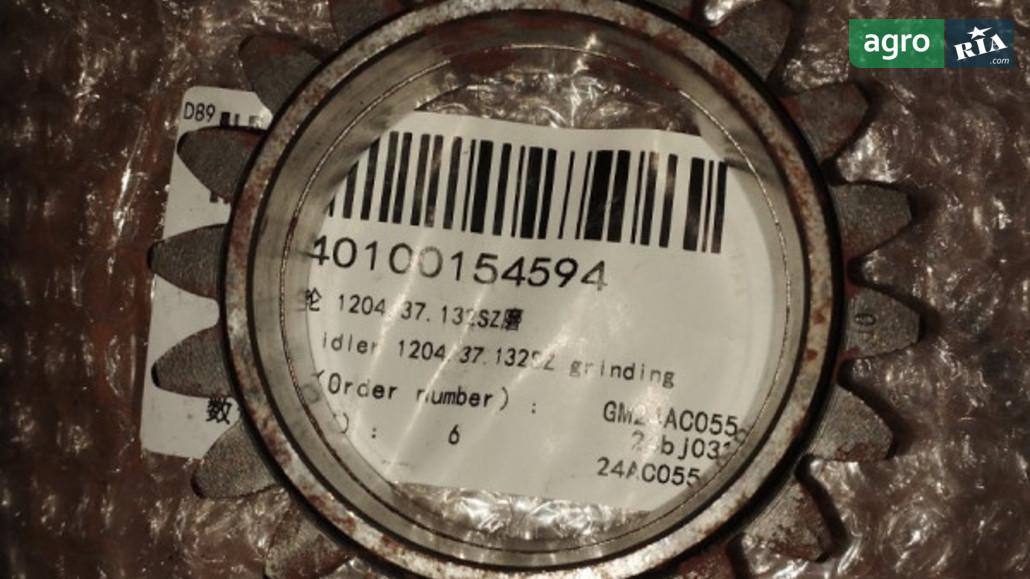 agro RIA .com
D89
40100154594
轮 1204.37.132SZ磨
idler 1204.37.132SZ grinding
(Order number) :
GM24AC055
数
) : 6
24AC055